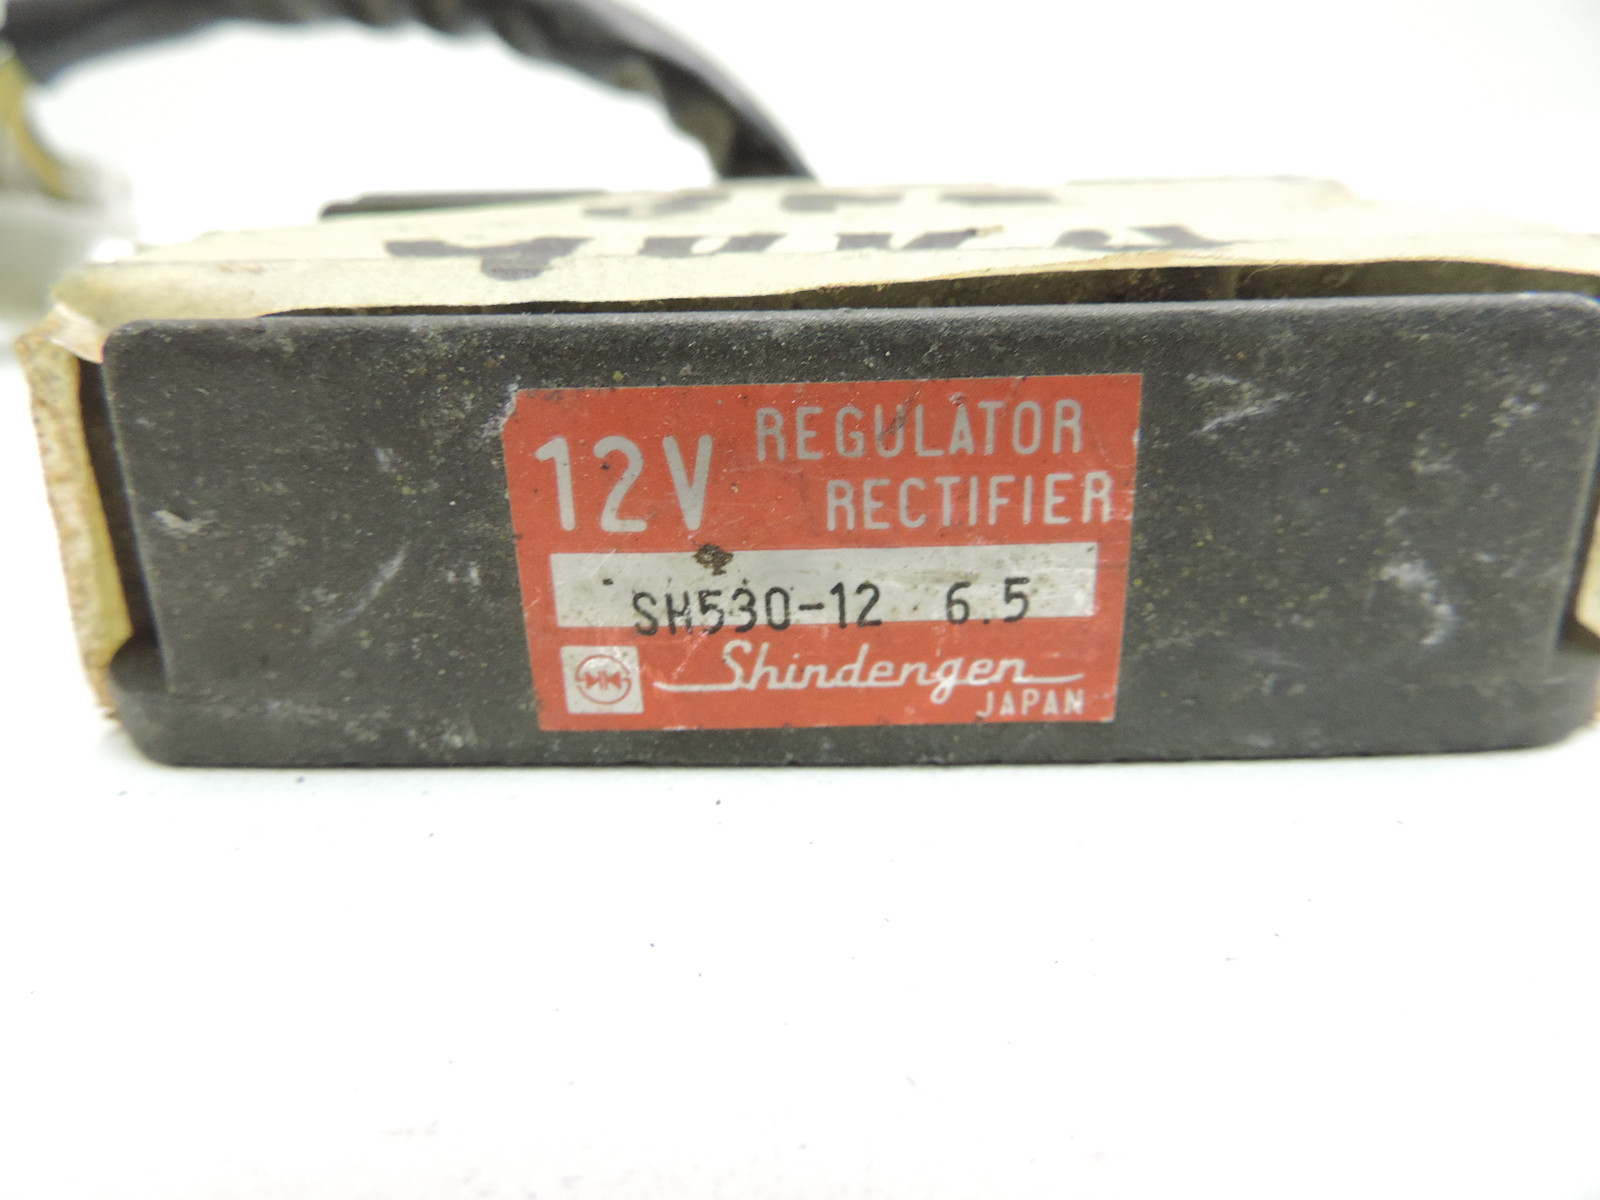 12V REGULATOR
RECTIFIER
SH530-12 6.5
Shindengen
JAPAN